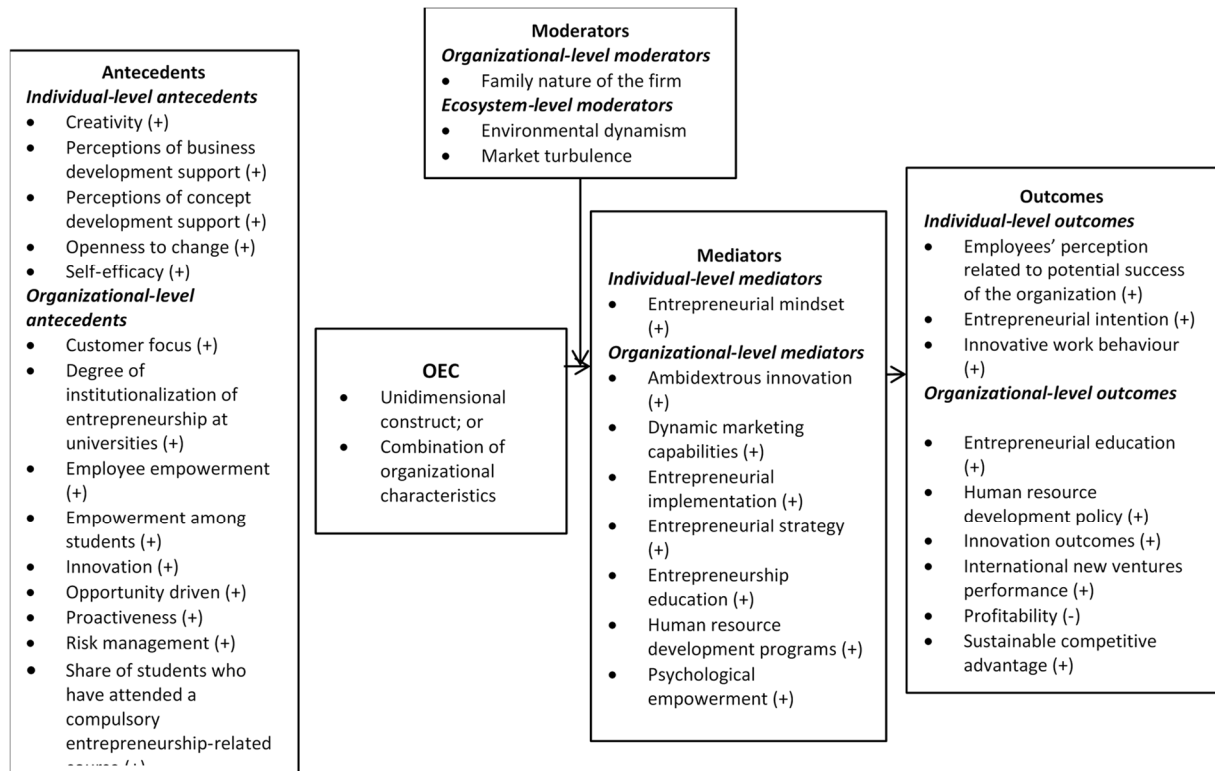 Moderators
Organizational-level moderators
• Family nature of the firm
Ecosystem-level moderators
• Environmental dynamism
• Market turbulence
Antecedents
Individual-level antecedents
• Creativity (+)
• Perceptions of business
development support (+)
• Perceptions of concept
development support (+)
• Openness to change (+)
• Self-efficacy (+)
Organizational-level
antecedents
• Customer focus (+)
• Degree of
institutionalization of
entrepreneurship at
universities (+)
• Employee empowerment
(+)
• Empowerment among
students (+)
• Innovation (+)
• Opportunity driven (+)
• Proactiveness (+)
• Risk management (+)
• Share of students who
have attended a
compulsory
entrepreneurship-related
course (+)
OEC
• Unidimensional
construct; or
• Combination of
organizational
characteristics
Mediators
Individual-level mediators
• Entrepreneurial mindset
(+)
Organizational-level mediators
• Ambidextrous innovation
(+)
• Dynamic marketing
capabilities (+)
• Entrepreneurial
implementation (+)
• Entrepreneurial strategy
(+)
• Entrepreneurship
education (+)
• Human resource
development programs (+)
• Psychological
empowerment (+)
Outcomes
Individual-level outcomes
• Employees’ perception
related to potential success
of the organization (+)
• Entrepreneurial intention (+)
• Innovative work behaviour
(+)
Organizational-level outcomes
• Entrepreneurial education
(+)
• Human resource
development policy (+)
• Innovation outcomes (+)
• International new ventures
performance (+)
• Profitability (-)
• Sustainable competitive
advantage (+)